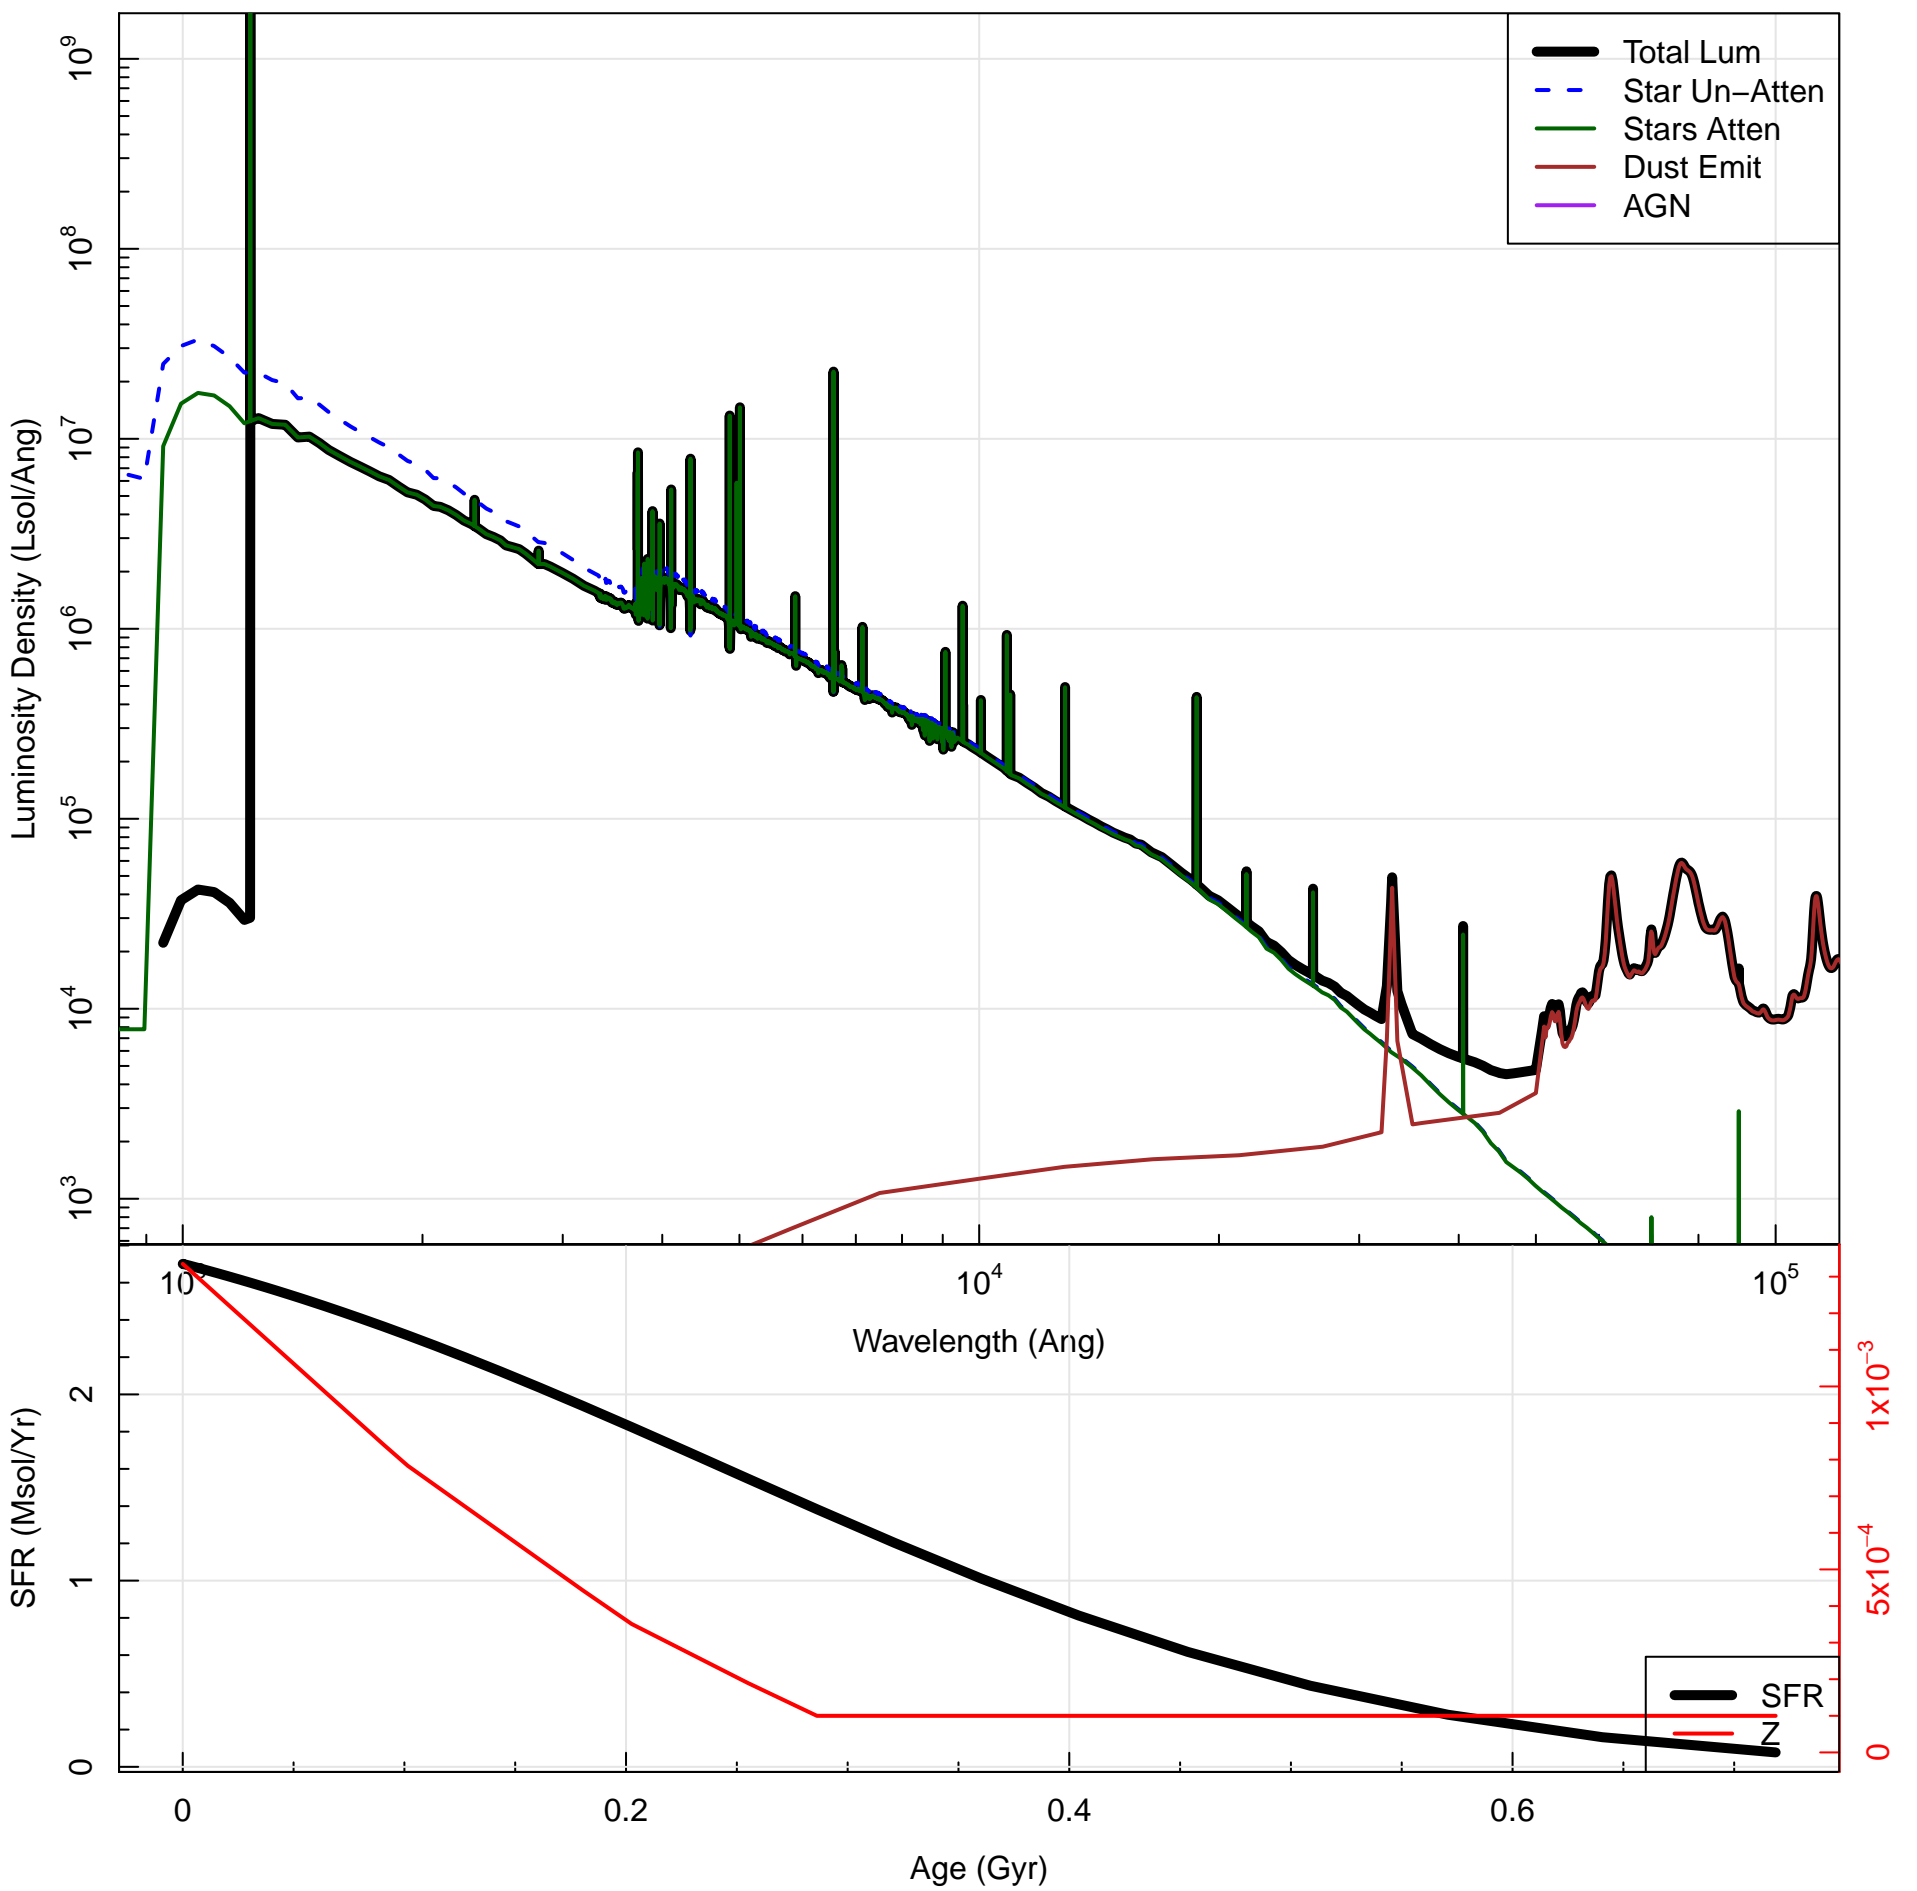 Total Lum
Star Un−Atten
Stars Atten
Dust Emit
AGN
Luminosity Density (Lsol/Ang)
10^9
10^8
10^7
10^6
10^5
10^4
10^3
10^3
10^4
10^5
Wavelength (Ang)
SFR (Msol/Yr)
2
1
0
1x10^−3
5x10^−4
0
SFR
Z
0
0.2
0.4
0.6
Age (Gyr)